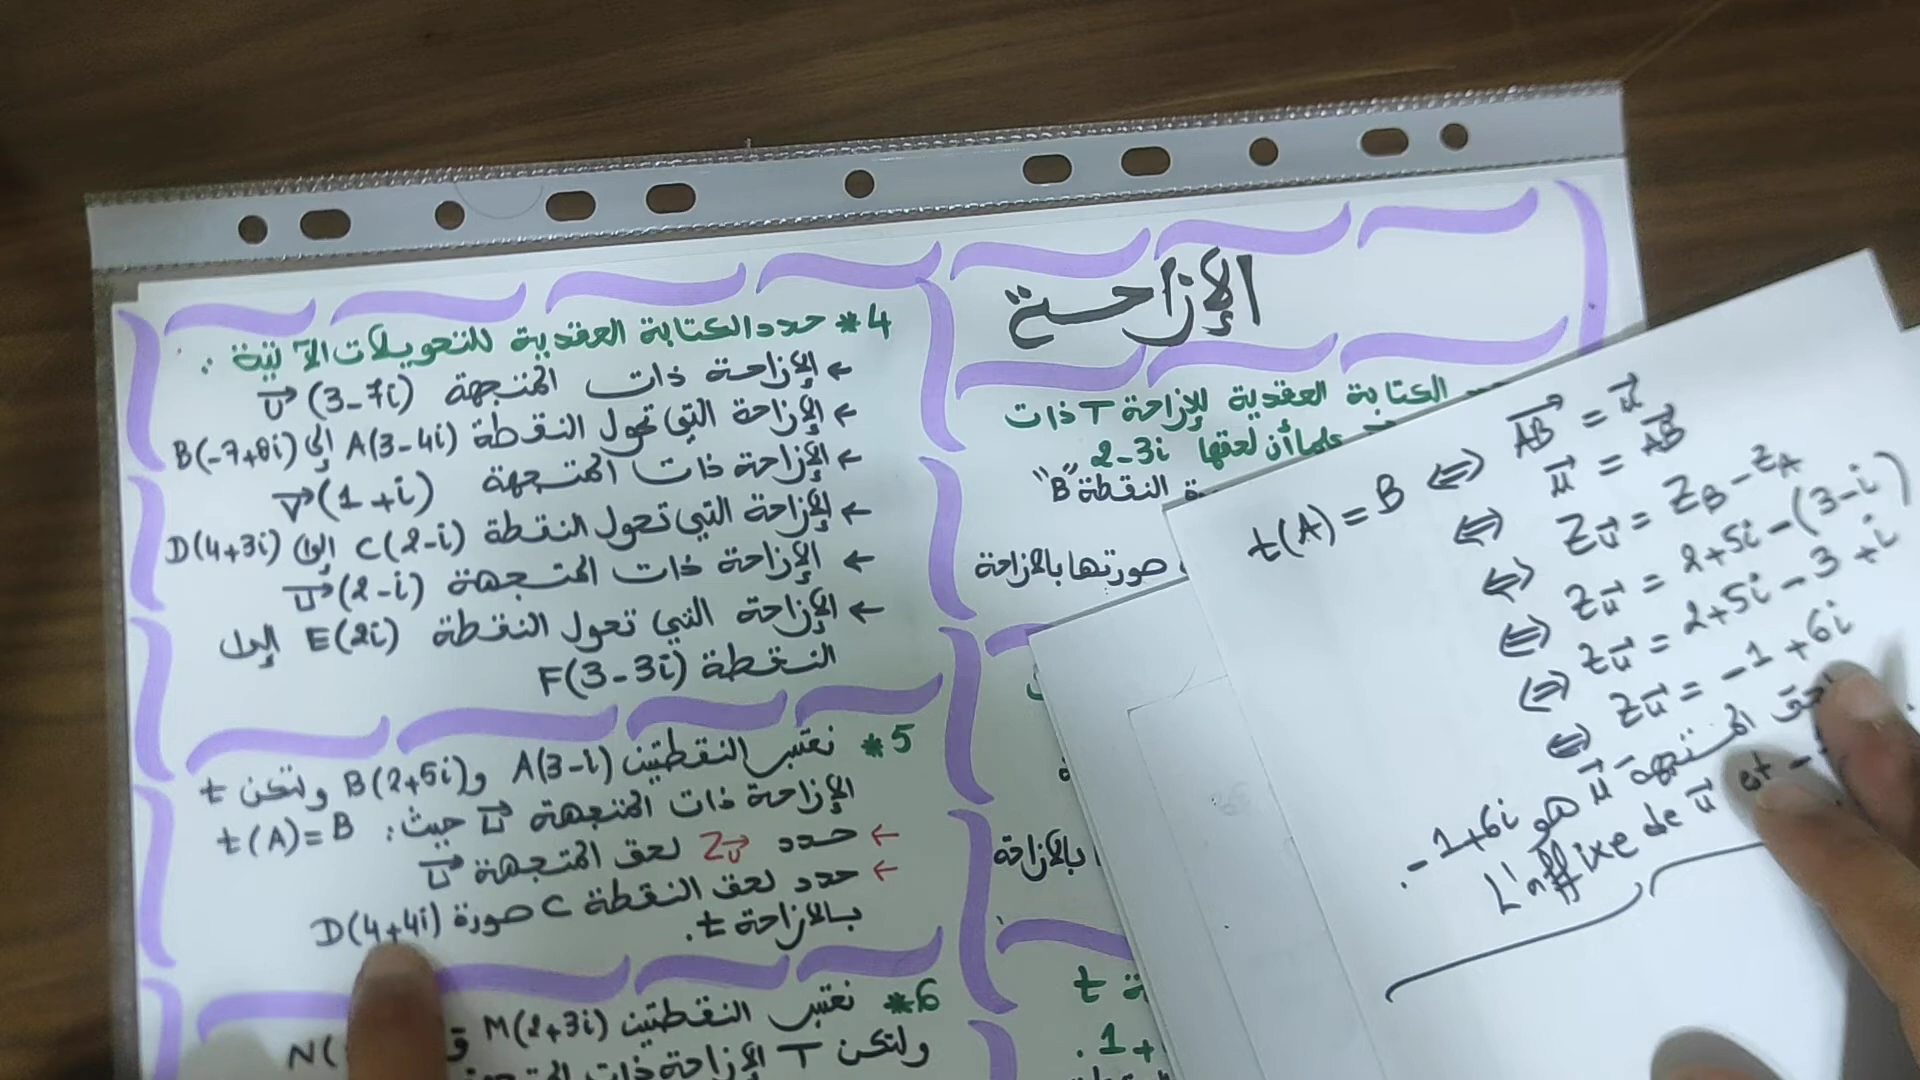 الإزاحة
الكتابة العقدية للإزاحة T ذات
علما أن لحقها 2-3i
النقطة "B"
صورتها بالإزاحة
بالإزاحة
t
1+
4* حدد الكتابة العقدية للتحويلات الآتية :
← الإزاحة ذات المتجهة U(3-7i)
← الإزاحة التي تحول النقطة A(3-4i) إلى B(-7+8i)
← الإزاحة ذات المتجهة V(1+i)
← الإزاحة التي تحول النقطة C(2-i) إلى D(4+3i)
← الإزاحة ذات المتجهة U(2-i)
← الإزاحة التي تحول النقطة E(2i) إلى
النقطة F(3-3i)
5* نعتبر النقطتين A(3-i) و B(2+5i) ولتكن t
الإزاحة ذات المتجهة U حيث: t(A)=B
← حدد ZU لحق المتجهة U
← حدد لحق النقطة C صورة D(4+4i)
بالإزاحة t.
6* نعتبر النقطتين M(2+3i) و
N(
ولتكن T الإزاحة ذات
t(A)=B ⇔ AB = u
⇔ u = AB
⇔ Zu = ZB - ZA
⇔ Zu = 2+5i-(3-i)
⇔ Zu = 2+5i-3+i
⇔ Zu = -1+6i
لحق المتجهة u هو -1+6i.
L'affixe de u et -